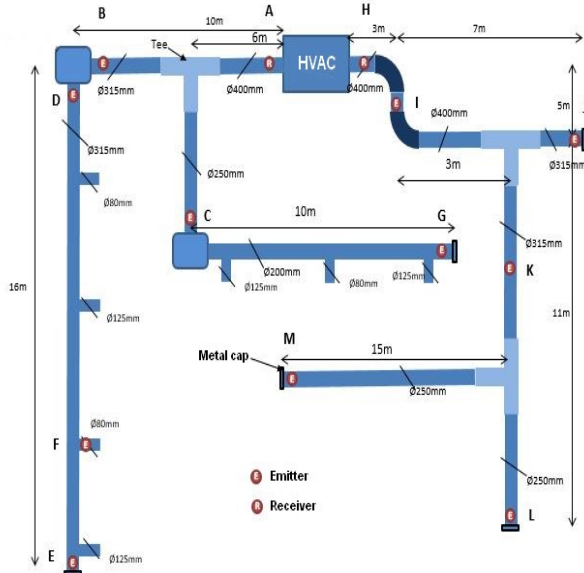 B
10m
A
H
3m
7m
6m
Tee
HVAC
Ø315mm
Ø400mm
Ø400mm
I
5m
D
Ø400mm
Ø315mm
Ø315mm
3m
Ø250mm
Ø80mm
C
10m
G
Ø315mm
16m
Ø200mm
Ø125mm
Ø80mm
Ø125mm
K
11m
Ø125mm
M
15m
Metal cap
Ø250mm
Ø80mm
F
E Emitter
R Receiver
Ø250mm
L
E
Ø125mm
E
R
E
E
R
E
E
E
E
E
E
E
E